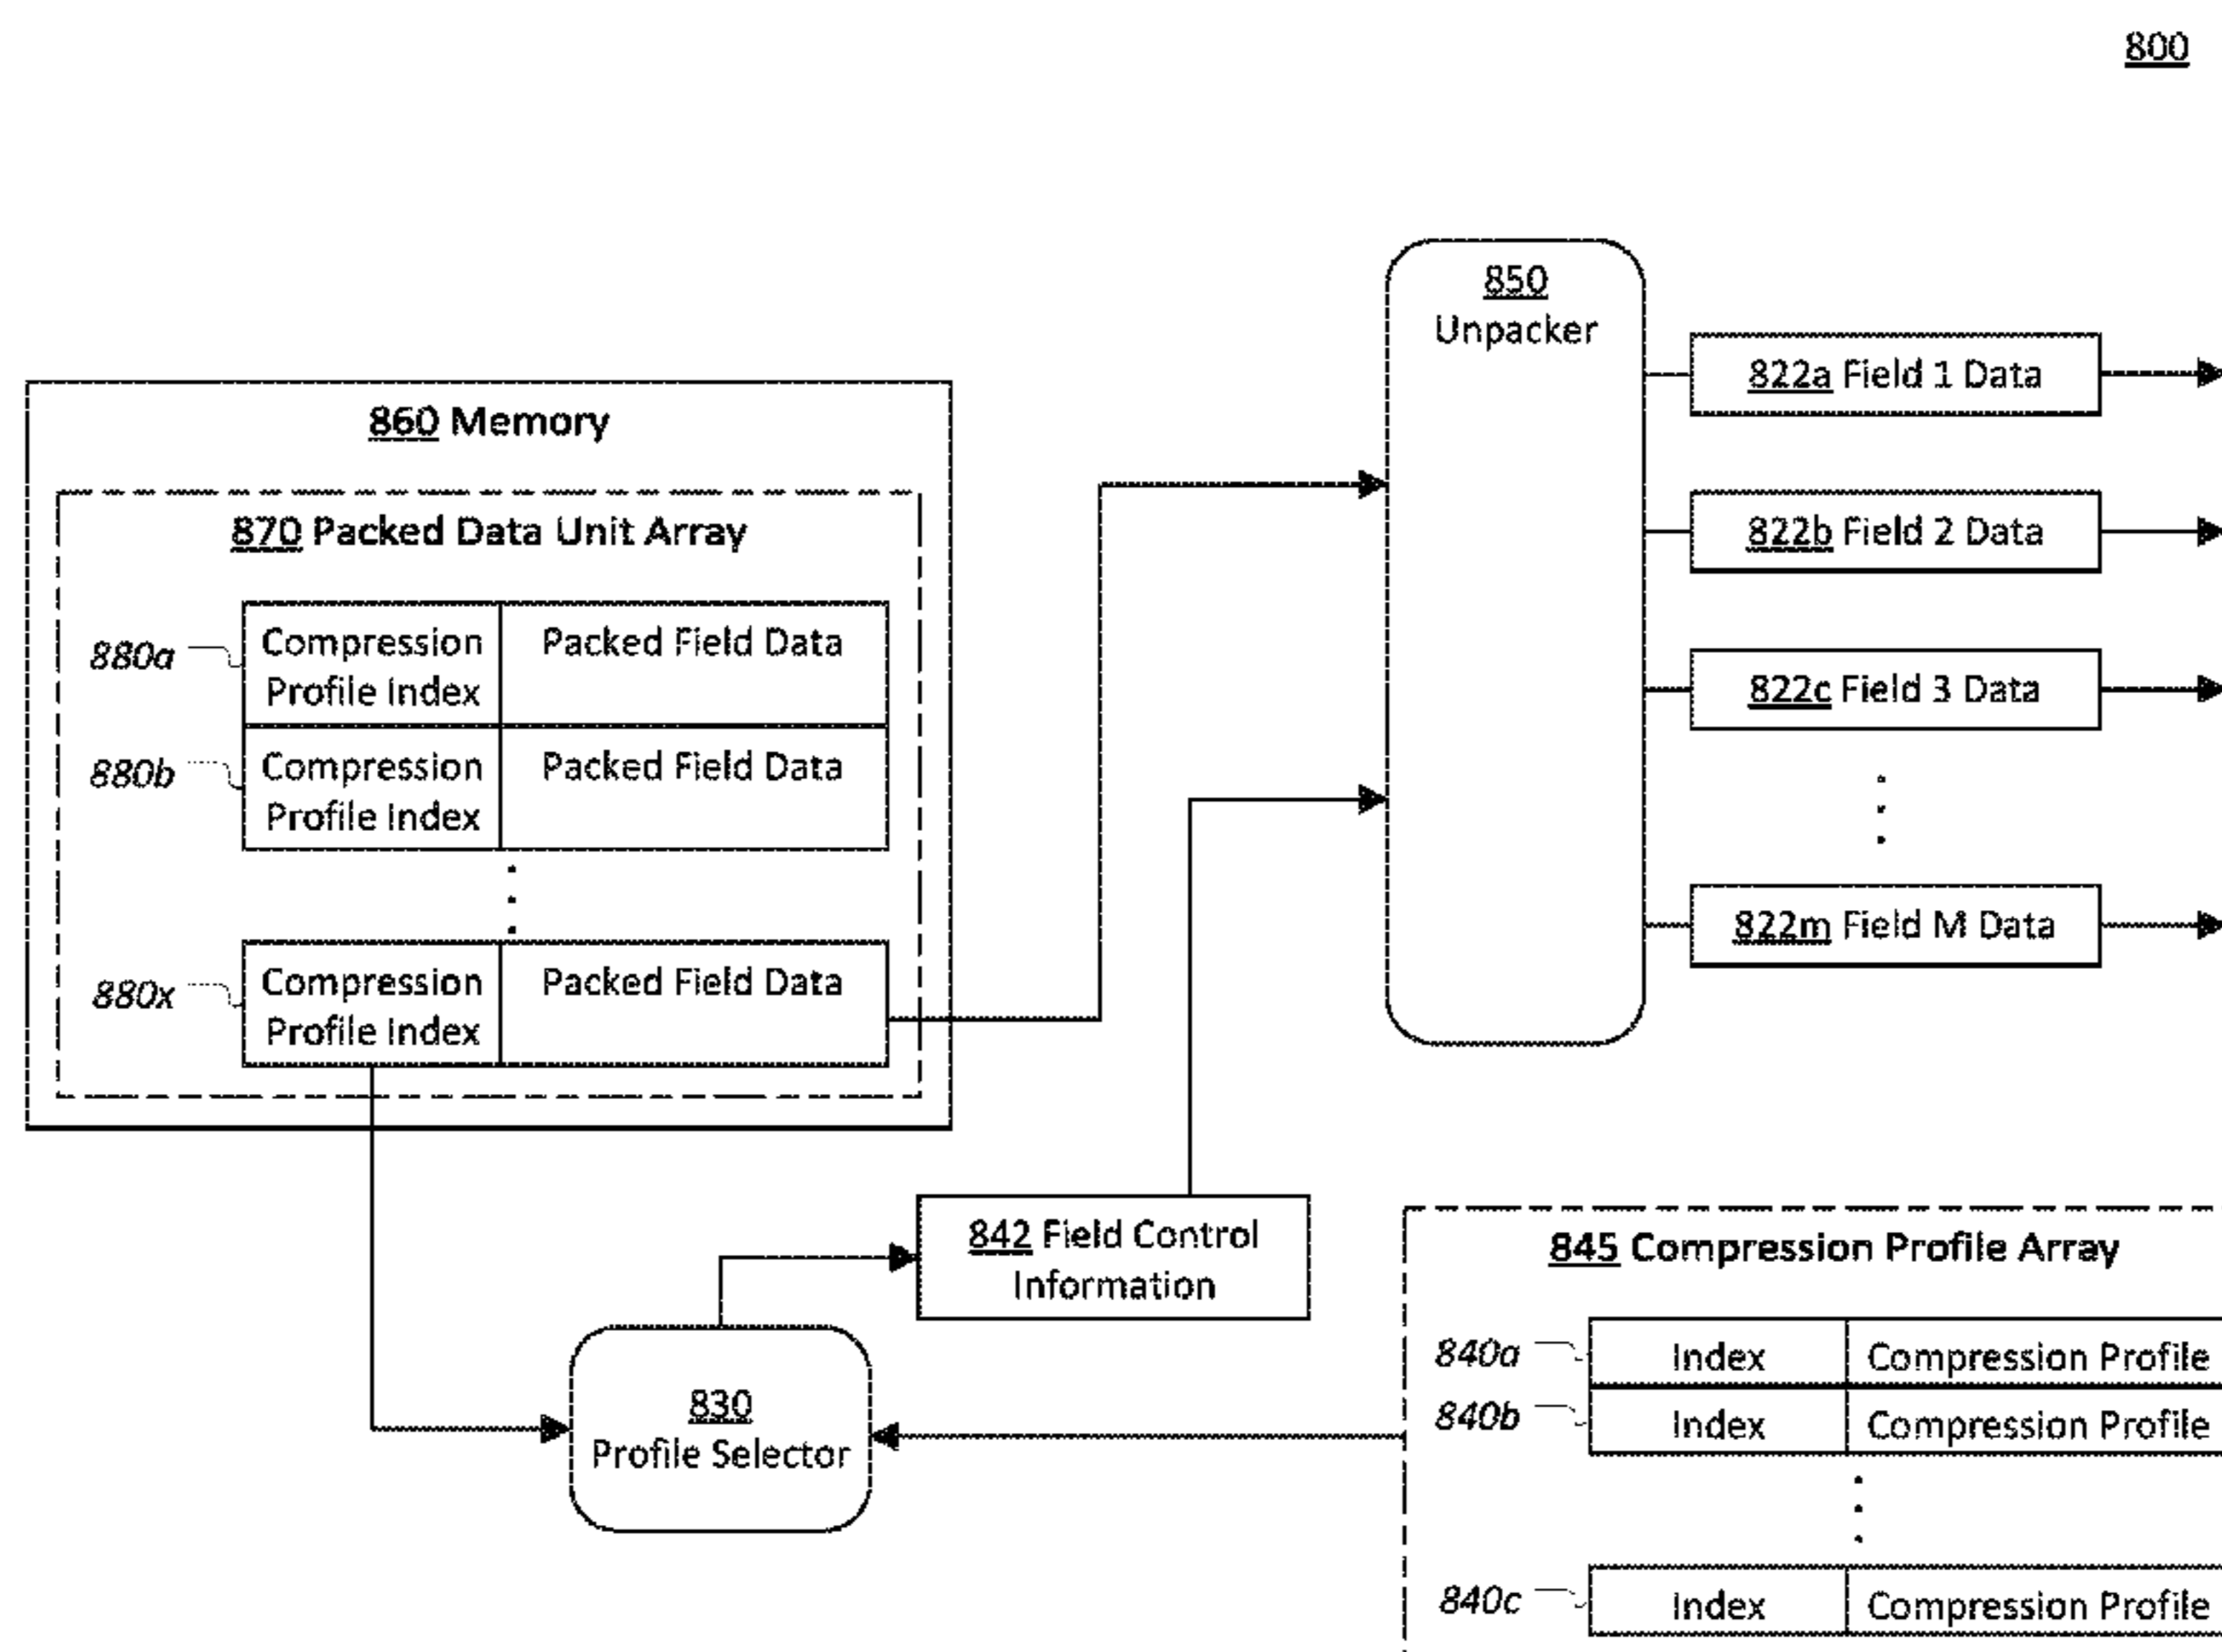 800
850
Unpacker
822a Field 1 Data
860 Memory
870 Packed Data Unit Array
822b Field 2 Data
880a
Compression
Profile Index
Packed Field Data
822c Field 3 Data
880b
Compression
Profile Index
Packed Field Data
822m Field M Data
880x
Compression
Profile Index
Packed Field Data
842 Field Control
Information
845 Compression Profile Array
840a
Index
Compression Profile
830
Profile Selector
840b
Index
Compression Profile
840c
Index
Compression Profile